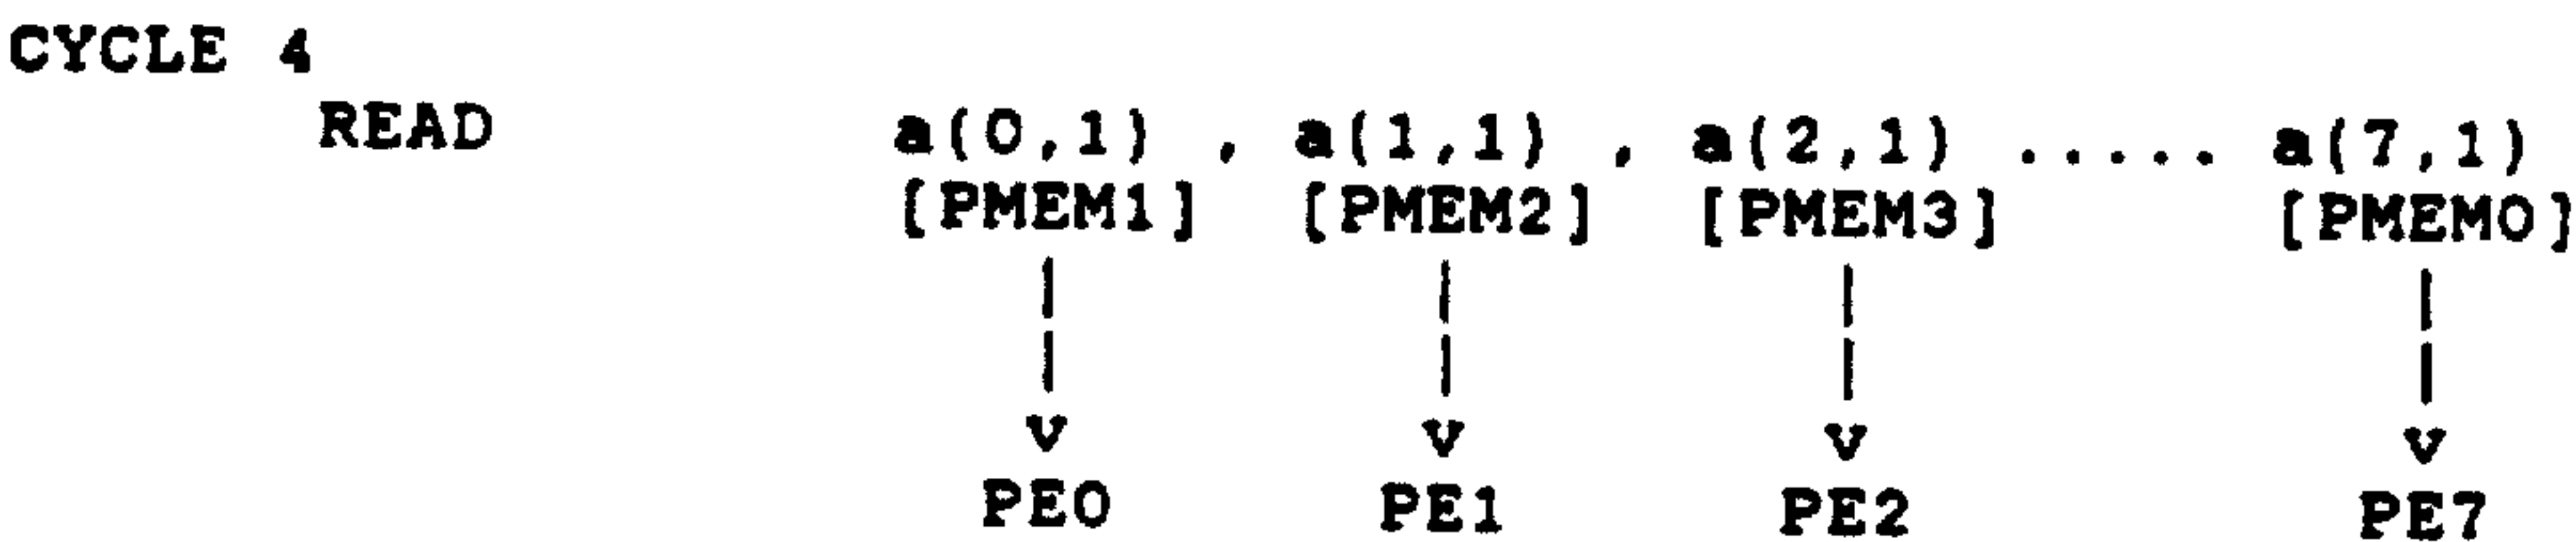 CYCLE 4
READ a(0,1) , a(1,1) , a(2,1) ..... a(7,1)
[PMEM1] [PMEM2] [PMEM3] [PMEM0]
| | | |
| | | |
v v v v
PE0 PE1 PE2 PE7